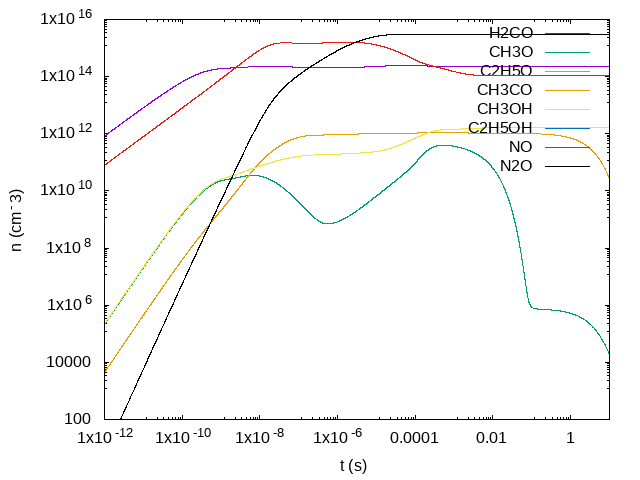 1x10 16
1x10 14
1x10 12
1x10 10
1x10 8
1x10 6
10000
100
n (cm- 3)
1x10 -12
1x10 -10
1x10 -8
1x10 -6
0.0001
0.01
1
t (s)
H2CO
CH3O
C2H5O
CH3CO
CH3OH
C2H5OH
NO
N2O